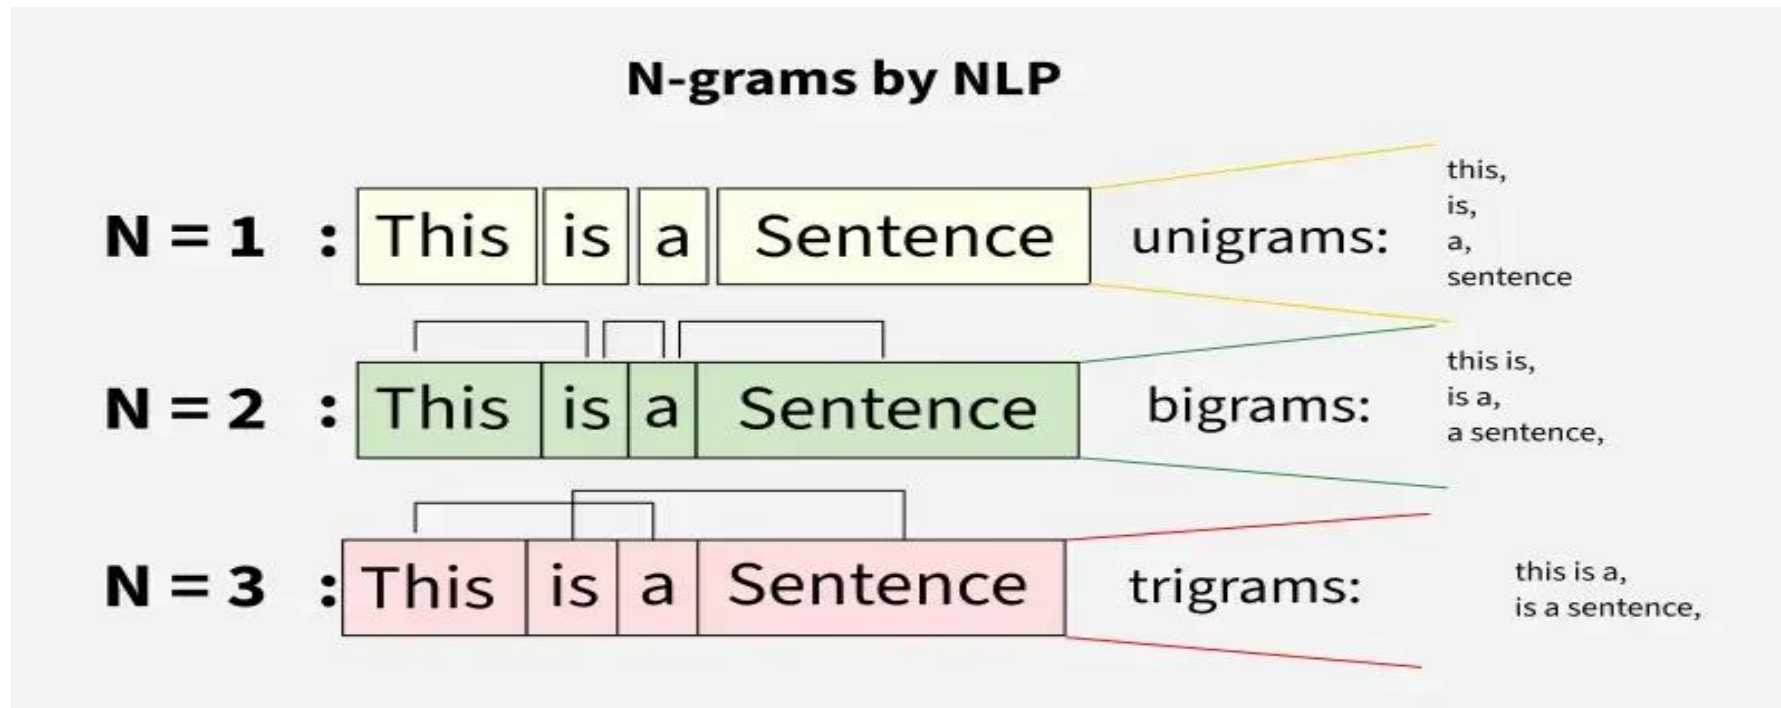 N-grams by NLP
N = 1 : This is a Sentence unigrams:
this,
is,
a,
sentence
N = 2 : This is a Sentence bigrams:
this is,
is a,
a sentence,
N = 3 : This is a Sentence trigrams:
this is a,
is a sentence,